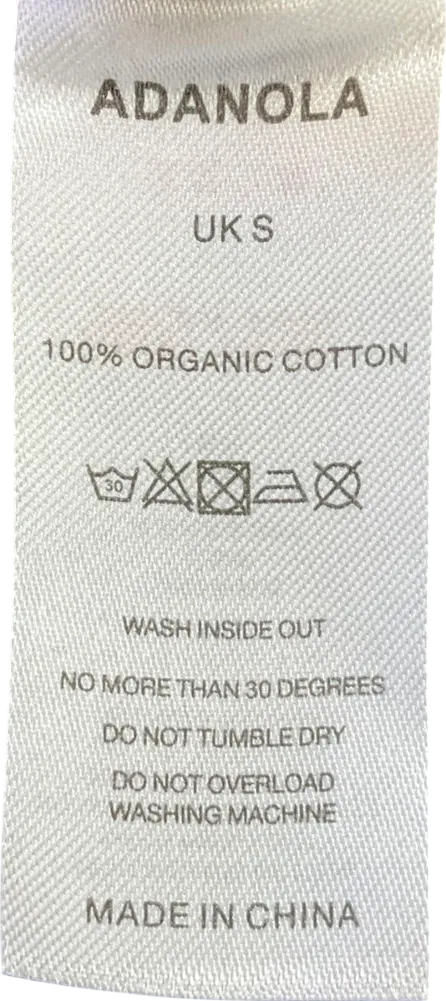 ADANOLA
UK S
100% ORGANIC COTTON
30
WASH INSIDE OUT
NO MORE THAN 30 DEGREES
DO NOT TUMBLE DRY
DO NOT OVERLOAD
WASHING MACHINE
MADE IN CHINA